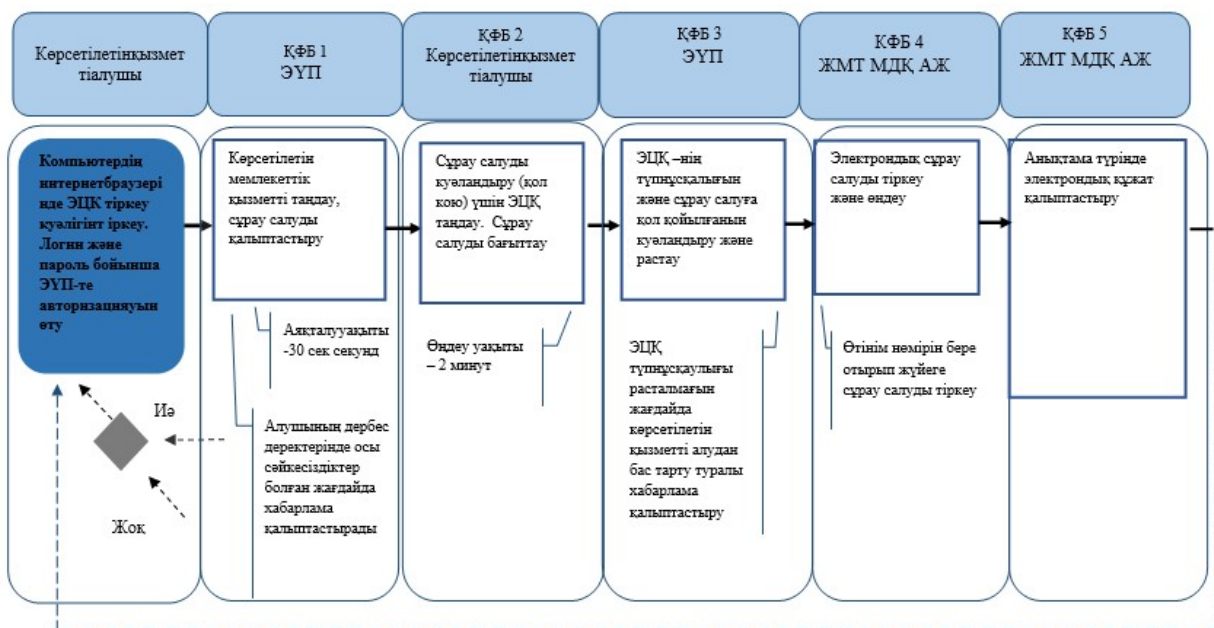 Көрсетілетінқызмет
тіалушы
ҚФБ 1
ЭҮП
ҚФБ 2
Көрсетілетінқызмет
тіалушы
ҚФБ 3
ЭҮП
ҚФБ 4
ЖМТ МДҚ АЖ
ҚФБ 5
ЖМТ МДҚ АЖ
Компьютердің
интернетбраузері
нде ЭЦК тіркеу
куәлігінт іркеу.
Логин және
пароль бойынша
ЭҮП-те
авторизацияуын
өту
Көрсетілетін
мемлекеттік
қызметті таңдау,
сұрау салуды
қалыптастыру
Сұрау салуды
куәландыру (қол
қою) үшін ЭЦҚ
таңдау. Сұрау
салуды бағыттау
ЭЦҚ –нің
түпнұсқалығын
және сұрау салуға
қол қойылғанын
куәландыру және
растау
Электрондық сұрау
салуды тіркеу
және өңдеу
Анықтама түрінде
электрондық құжат
қалыптастыру
Аяқталууақыты
-30 сек секунд
Өңдеу уақыты
– 2 минут
ЭЦҚ
түпнұсқаулығы
расталмағын
жағдайда
көрсетілетін
қызметті алудан
бас тарту туралы
хабарлама
қалыптастыру
Өтінім нөмірін бере
отырып жүйеге
сұрау салуды тіркеу
Иә
Алушының дербес
деректерінде осы
сәйкесіздіктер
болған жағдайда
хабарлама
қалыптастырады
Жоқ